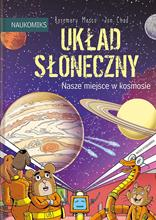 NAUKOMIKS
Rosemary Mosco Jon Chad
UKŁAD
SŁONECZNY
Nasze miejsce w kosmosie